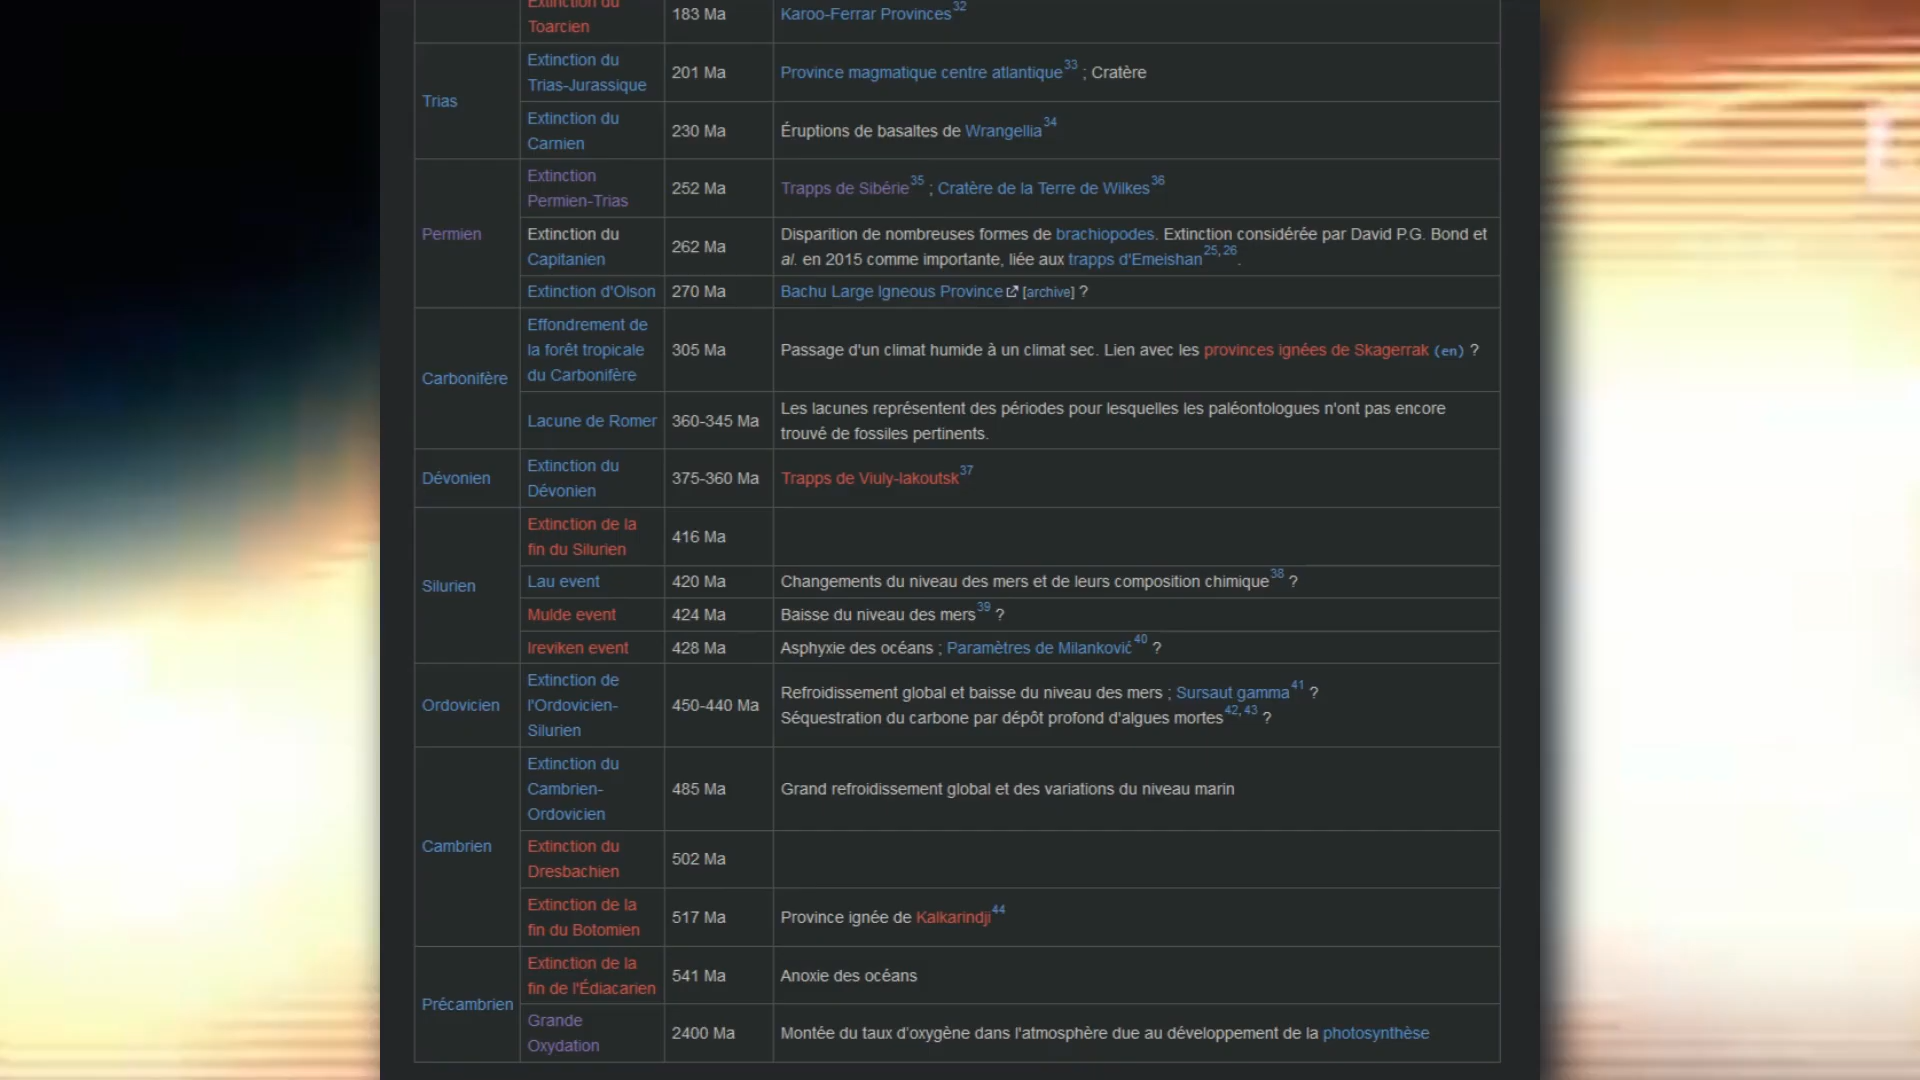 Extinction du
Toarcien
183 Ma
Karoo-Ferrar Provinces32
Trias
Extinction du
Trias-Jurassique
201 Ma
Province magmatique centre atlantique33 ; Cratère
Extinction du
Carnien
230 Ma
Éruptions de basaltes de Wrangellia34
Permien
Extinction
Permien-Trias
252 Ma
Trapps de Sibérie35 ; Cratère de la Terre de Wilkes36
Extinction du
Capitanien
262 Ma
Disparition de nombreuses formes de brachiopodes. Extinction considérée par David P.G. Bond et
al. en 2015 comme importante, liée aux trapps d'Emeishan25,26.
Extinction d'Olson
270 Ma
Bachu Large Igneous Province [archive] ?
Carbonifère
Effondrement de
la forêt tropicale
du Carbonifère
305 Ma
Passage d'un climat humide à un climat sec. Lien avec les provinces ignées de Skagerrak (en) ?
Lacune de Romer
360-345 Ma
Les lacunes représentent des périodes pour lesquelles les paléontologues n'ont pas encore
trouvé de fossiles pertinents.
Dévonien
Extinction du
Dévonien
375-360 Ma
Trapps de Viuly-Iakoutsk37
Silurien
Extinction de la
fin du Silurien
416 Ma
Lau event
420 Ma
Changements du niveau des mers et de leurs composition chimique38 ?
Mulde event
424 Ma
Baisse du niveau des mers39 ?
Ireviken event
428 Ma
Asphyxie des océans ; Paramètres de Milanković40 ?
Ordovicien
Extinction de
l'Ordovicien-
Silurien
450-440 Ma
Refroidissement global et baisse du niveau des mers ; Sursaut gamma41 ?
Séquestration du carbone par dépôt profond d'algues mortes42,43 ?
Cambrien
Extinction du
Cambrien-
Ordovicien
485 Ma
Grand refroidissement global et des variations du niveau marin
Extinction du
Dresbachien
502 Ma
Extinction de la
fin du Botomien
517 Ma
Province ignée de Kalkarindji44
Précambrien
Extinction de la
fin de l'Édiacarien
541 Ma
Anoxie des océans
Grande
Oxydation
2400 Ma
Montée du taux d'oxygène dans l'atmosphère due au développement de la photosynthèse